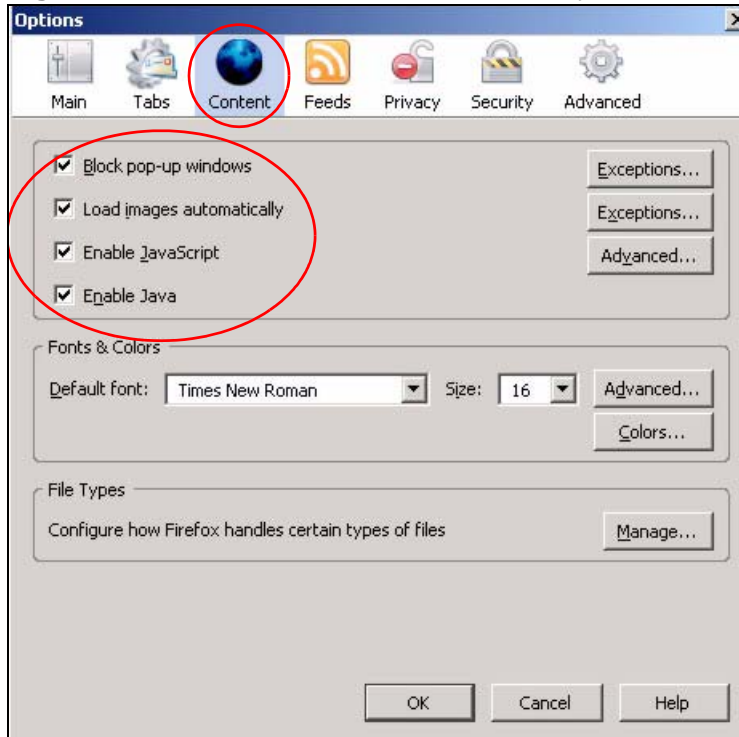 Options
Main Tabs Content Feeds Privacy Security Advanced
Block pop-up windows Exceptions...
Load images automatically Exceptions...
Enable JavaScript Advanced...
Enable Java
Fonts & Colors
Default font: Times New Roman Size: 16 Advanced...
Colors...
File Types
Configure how Firefox handles certain types of files Manage...
OK Cancel Help